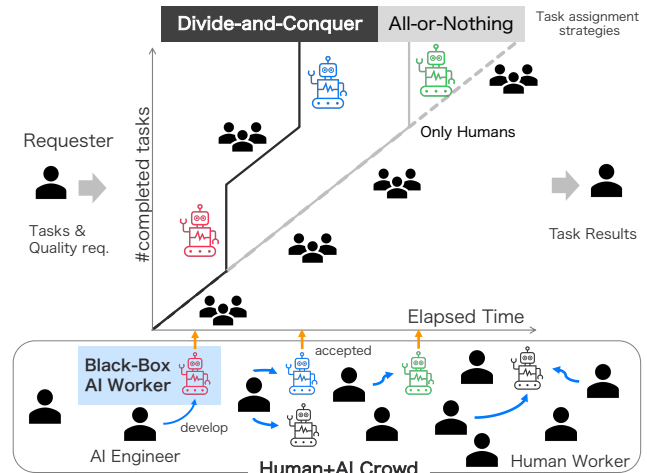 Divide-and-Conquer
All-or-Nothing
Task assignment
strategies
Requester
#completed tasks
Only Humans
Tasks &
Quality req.
Task Results
Elapsed Time
Black-Box
AI Worker
accepted
develop
AI Engineer
Human Worker
Human+AI Crowd